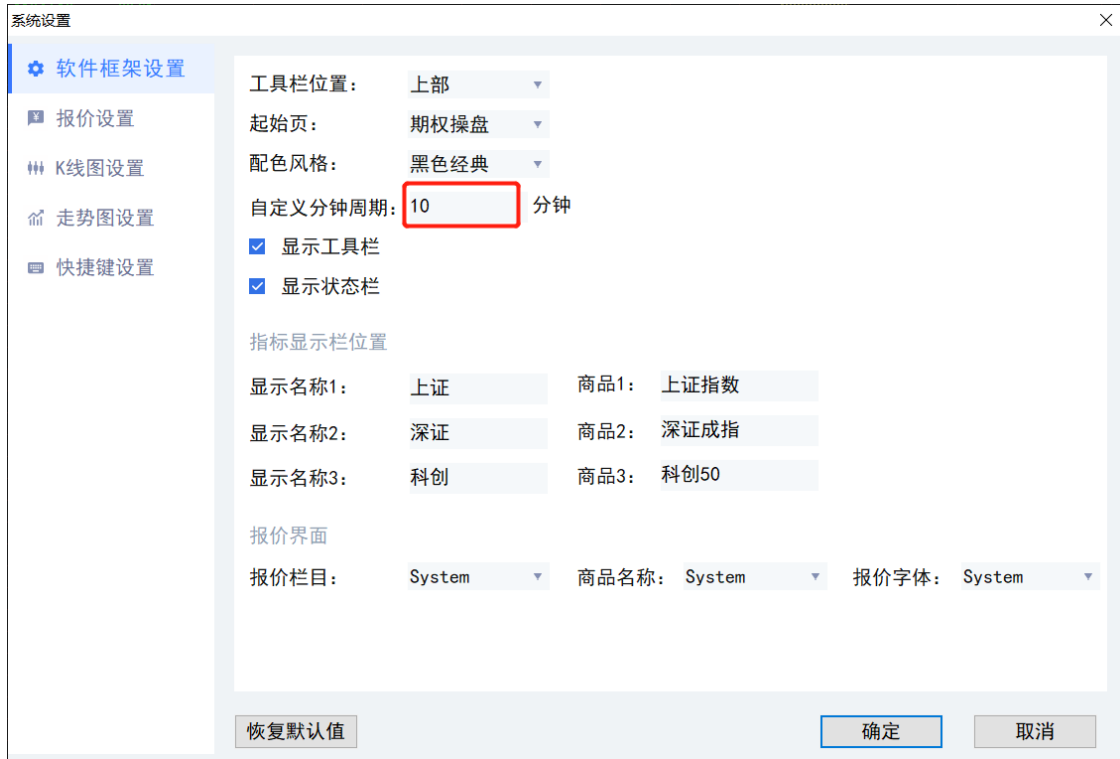 系统设置
软件框架设置
报价设置
K线图设置
走势图设置
快捷键设置
工具栏位置： 上部
起始页： 期权操盘
配色风格： 黑色经典
自定义分钟周期： 10 分钟
显示工具栏
显示状态栏
指标显示栏位置
显示名称1： 上证 商品1： 上证指数
显示名称2： 深证 商品2： 深证成指
显示名称3： 科创 商品3： 科创50
报价界面
报价栏目： System 商品名称： System 报价字体： System
恢复默认值 确定 取消